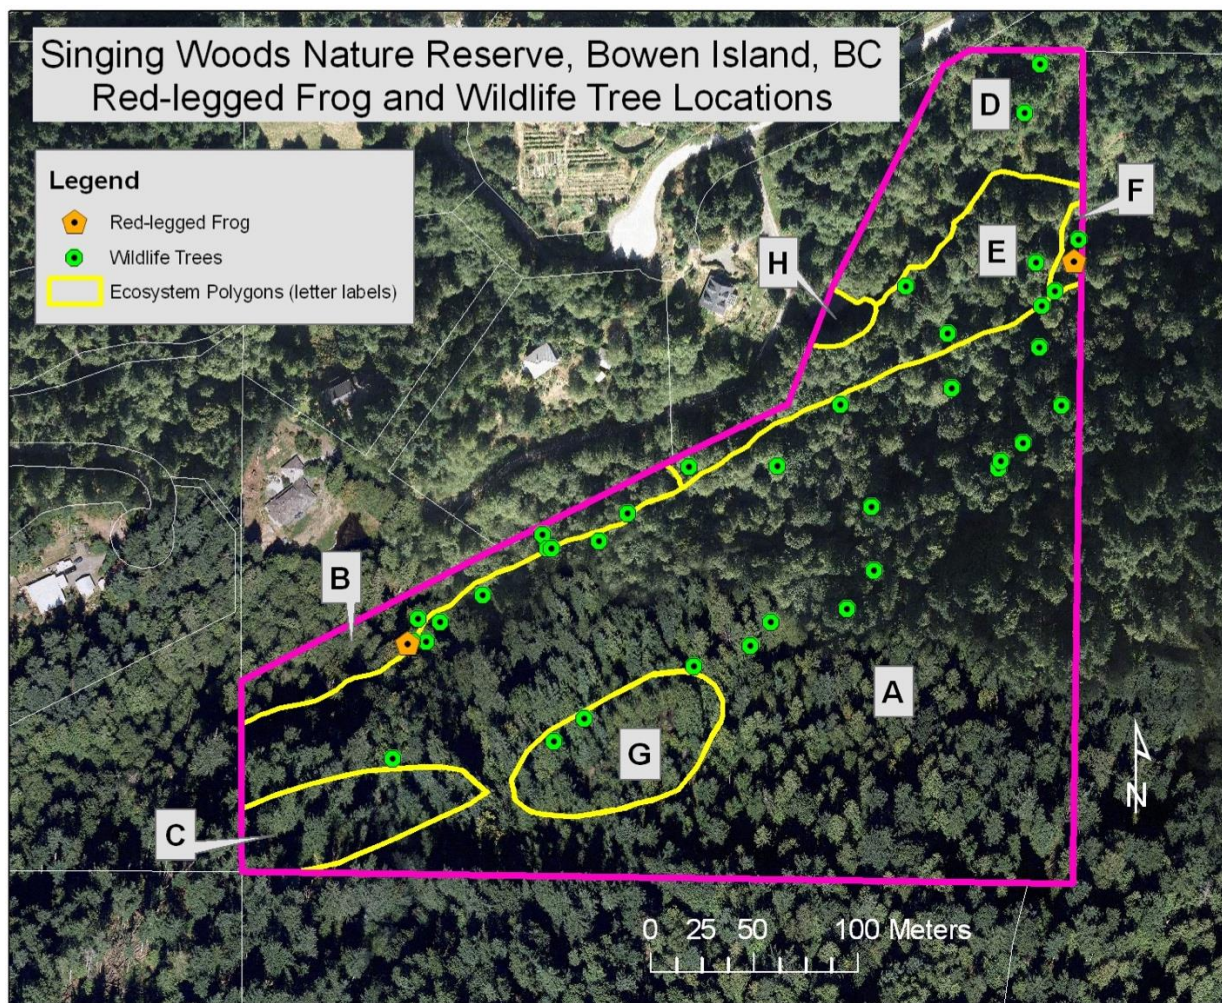 Singing Woods Nature Reserve, Bowen Island, BC
Red-legged Frog and Wildlife Tree Locations
Legend
Red-legged Frog
Wildlife Trees
Ecosystem Polygons (letter labels)
D
F
E
H
B
A
G
C
N
0 25 50 100 Meters